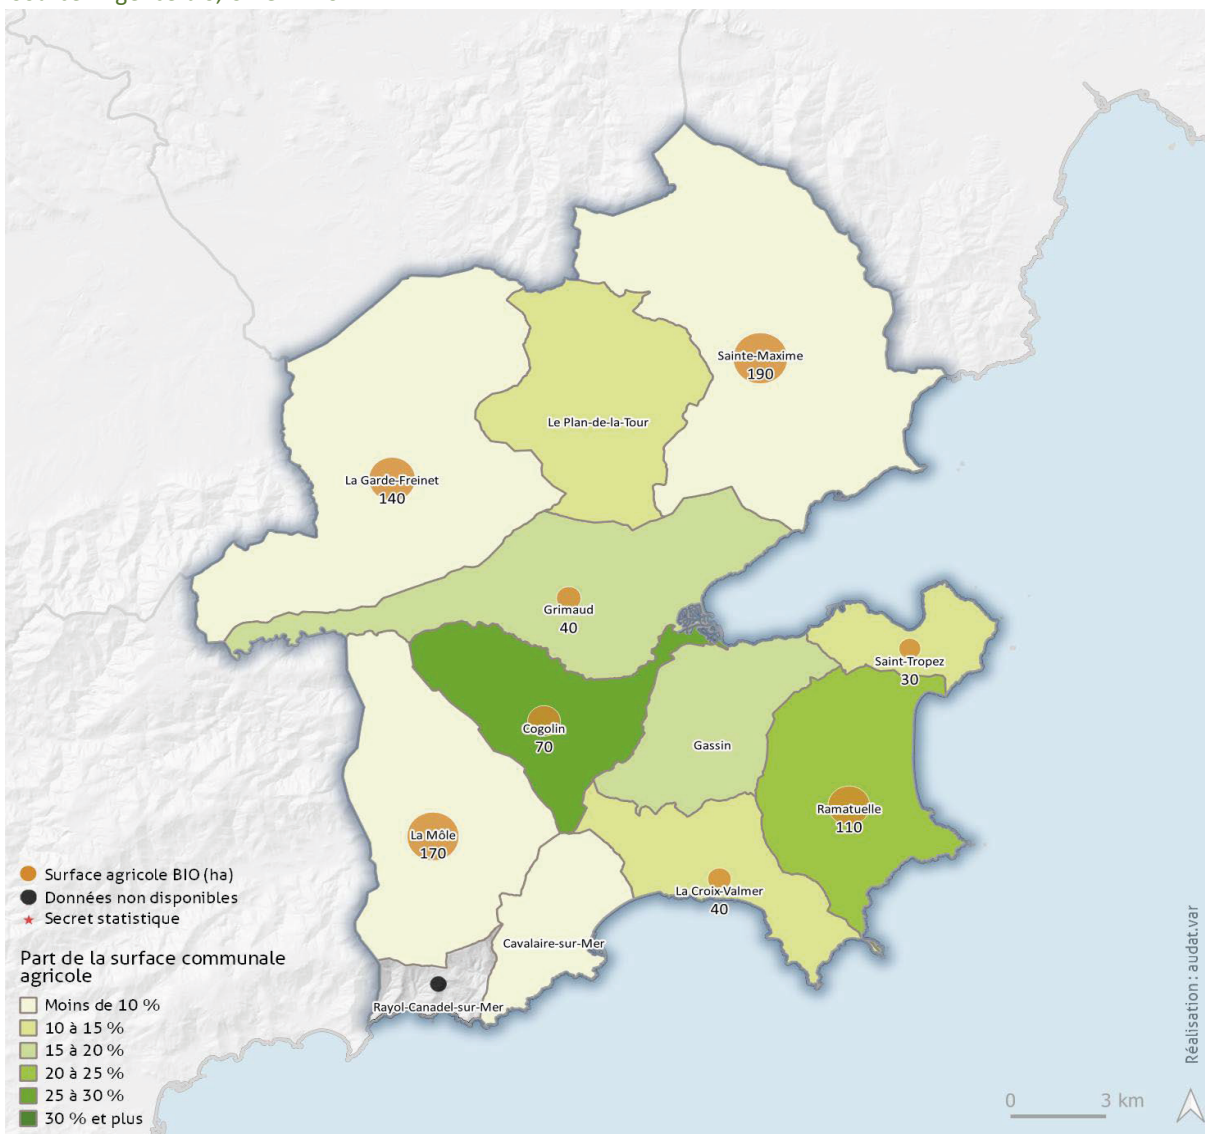 Sainte-Maxime
190
Le Plan-de-la-Tour
La Garde-Freinet
140
Grimaud
40
Saint-Tropez
30
Cogolin
70
Gassin
Ramatuelle
110
La Môle
170
La Croix-Valmer
40
Cavalaire-sur-Mer
Rayol-Canadel-sur-Mer
Surface agricole BIO (ha)
Données non disponibles
Secret statistique
Part de la surface communale
agricole
Moins de 10 %
10 à 15 %
15 à 20 %
20 à 25 %
25 à 30 %
30 % et plus
0 3 km
Réalisation : audat.var